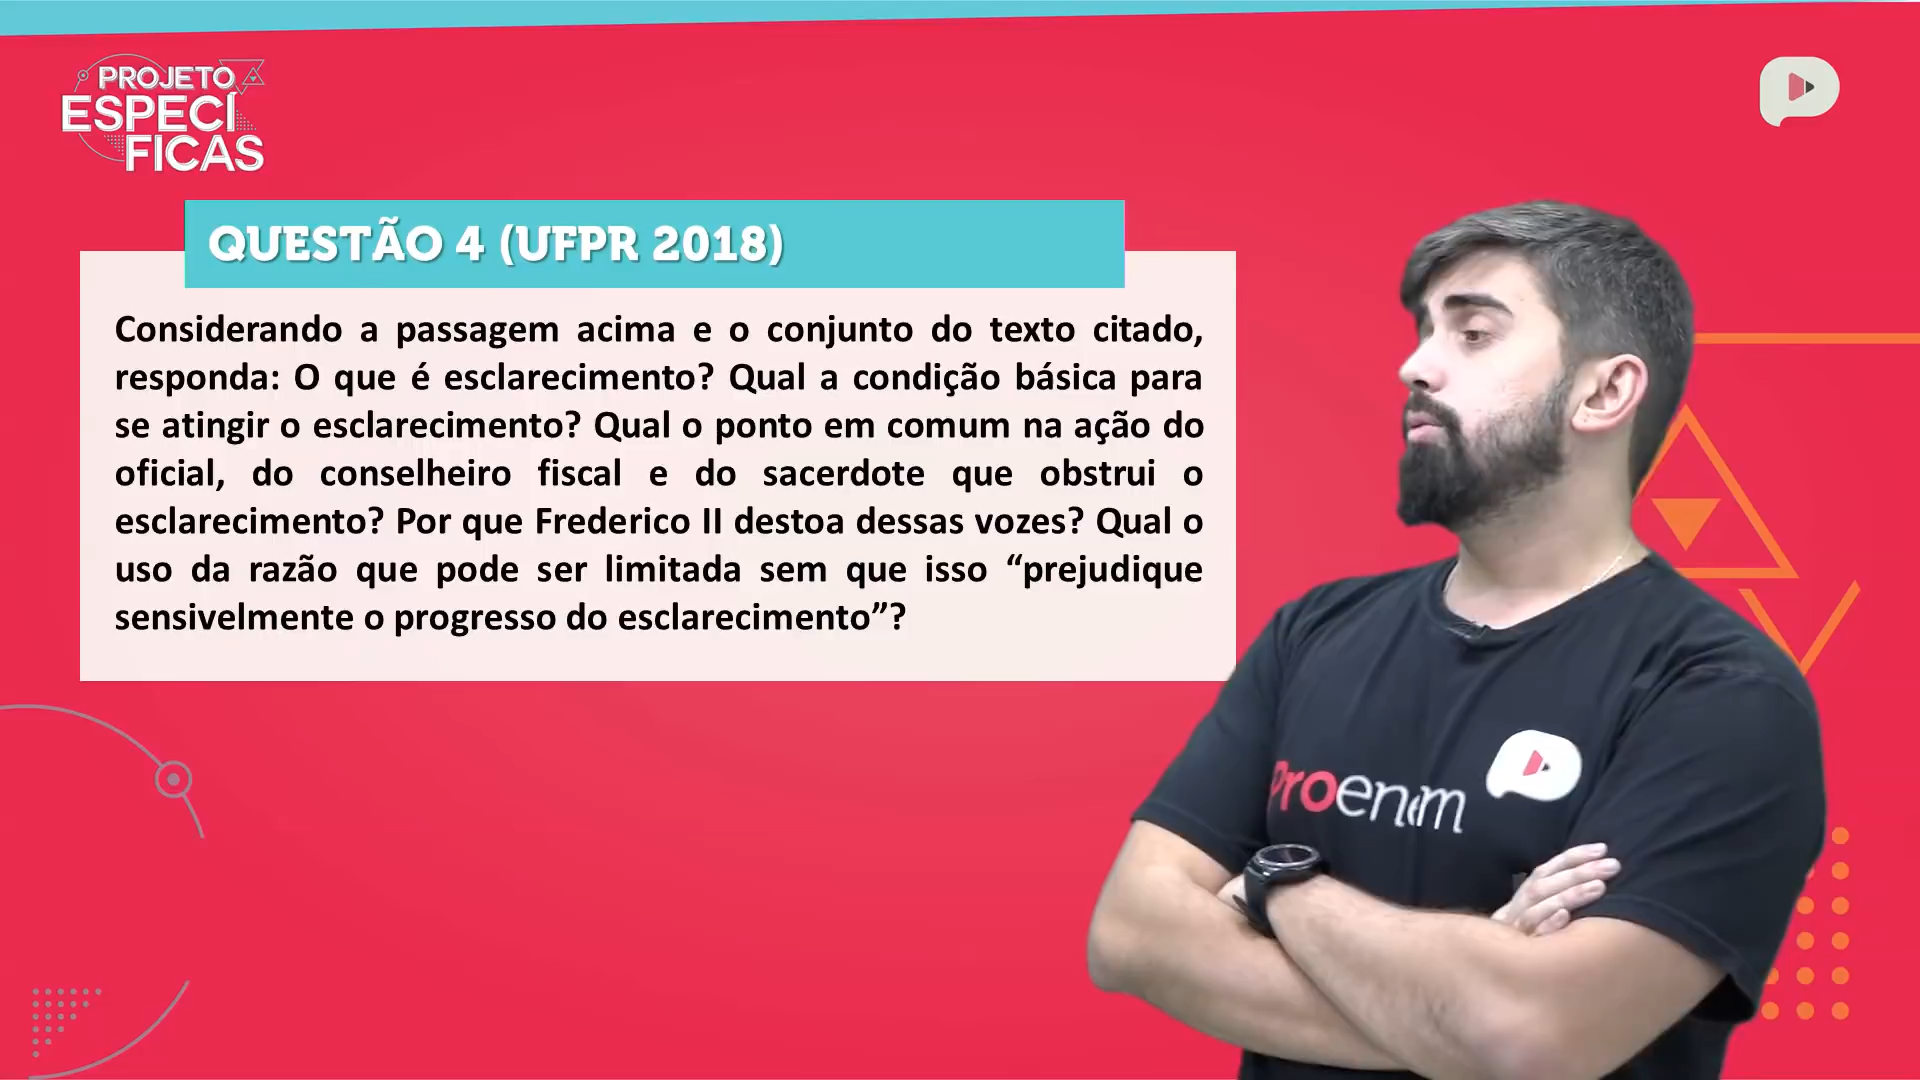 PROJETO
ESPECÍ
FICAS
QUESTÃO 4 (UFPR 2018)
Considerando a passagem acima e o conjunto do texto citado,
responda: O que é esclarecimento? Qual a condição básica para
se atingir o esclarecimento? Qual o ponto em comum na ação do
oficial, do conselheiro fiscal e do sacerdote que obstrui o
esclarecimento? Por que Frederico II destoa dessas vozes? Qual o
uso da razão que pode ser limitada sem que isso “prejudique
sensivelmente o progresso do esclarecimento”?
Proenem